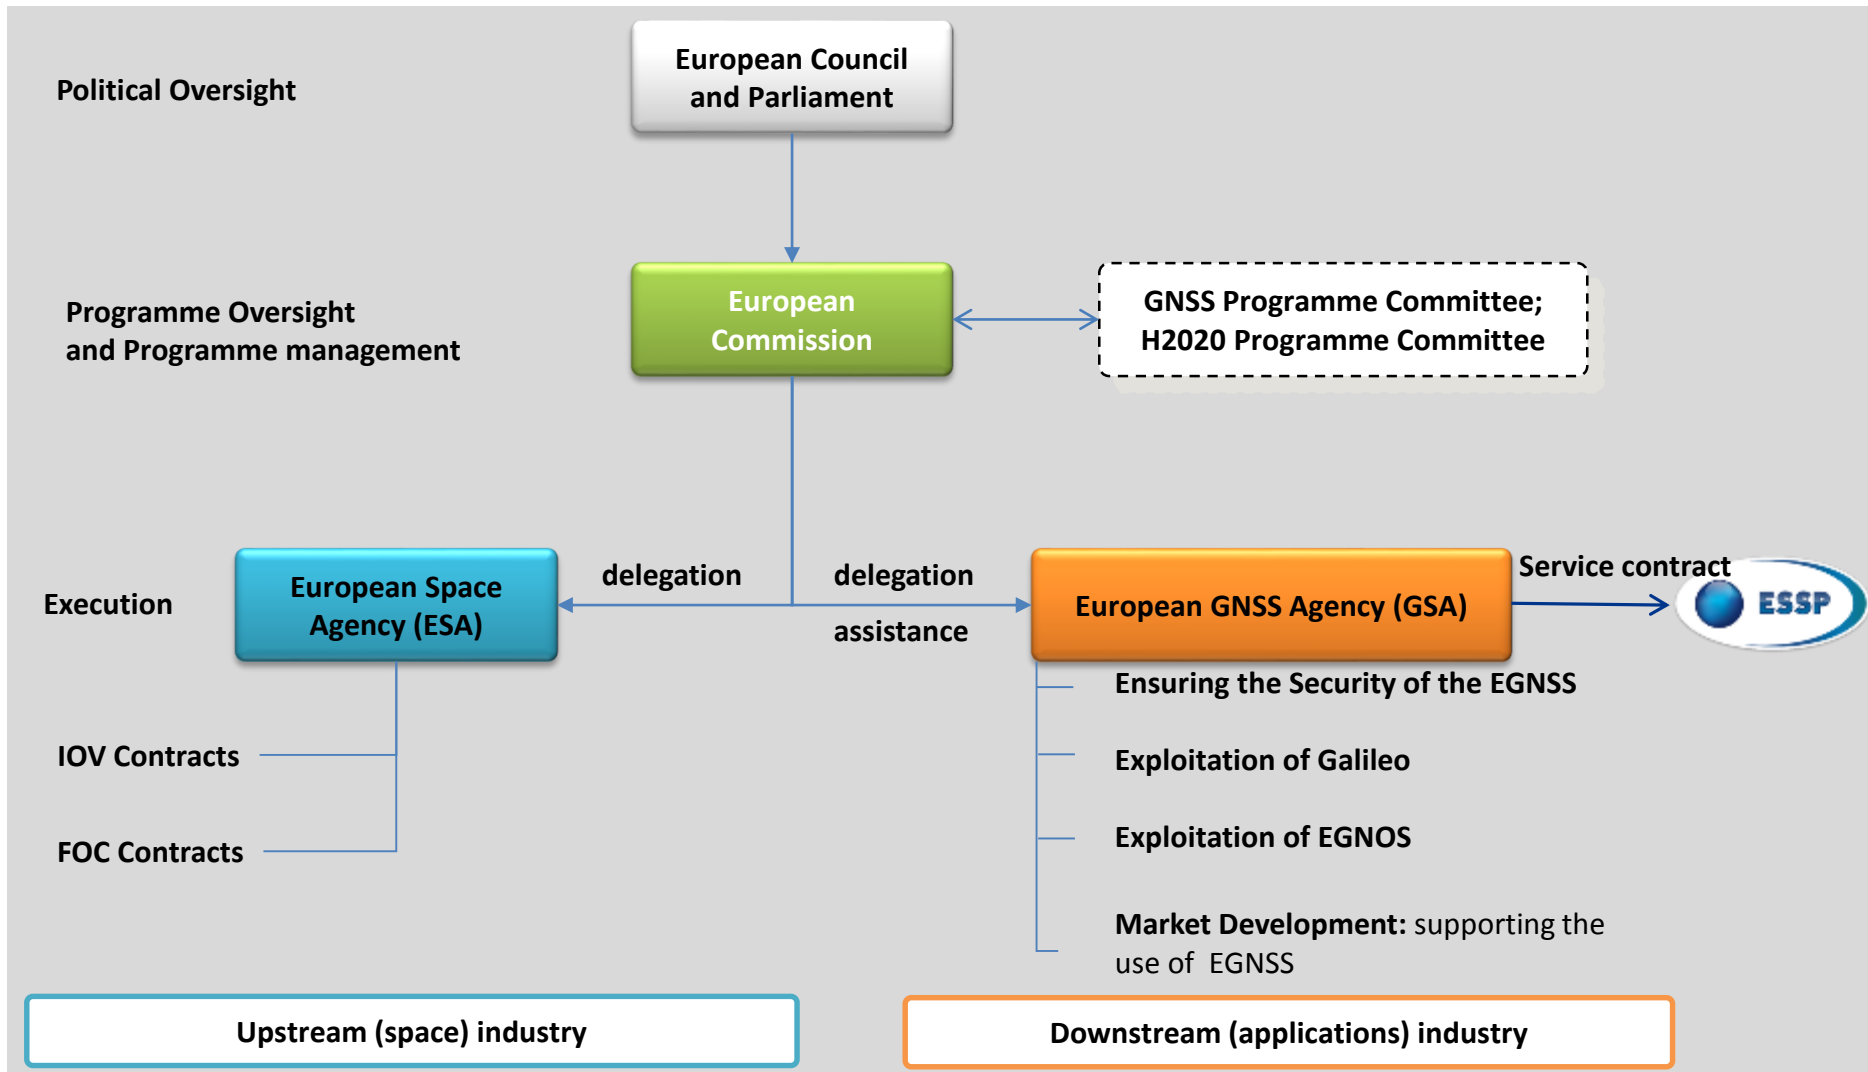 European Council
and Parliament
Political Oversight
European
Commission
GNSS Programme Committee;
H2020 Programme Committee
Programme Oversight
and Programme management
Execution
European Space
Agency (ESA)
delegation
delegation
assistance
European GNSS Agency (GSA)
Service contract
ESSP
IOV Contracts
FOC Contracts
Ensuring the Security of the EGNSS
Exploitation of Galileo
Exploitation of EGNOS
Market Development: supporting the
use of EGNSS
Upstream (space) industry
Downstream (applications) industry